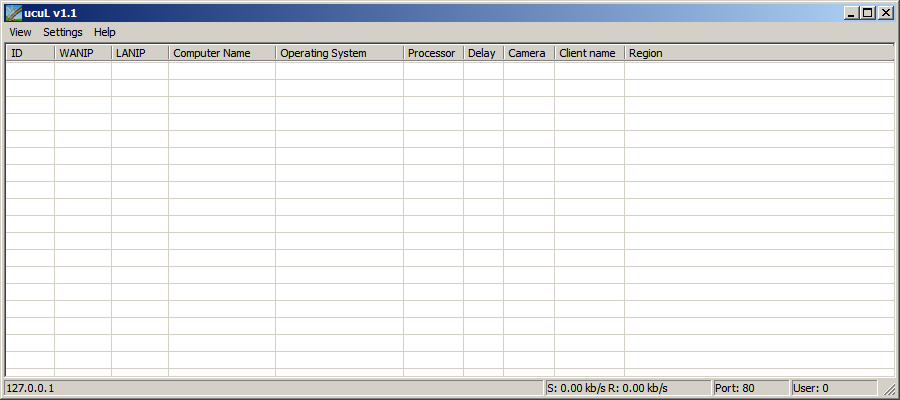 ucuL v1.1
View Settings Help
ID WANIP LANIP Computer Name Operating System Processor Delay Camera Client name Region
127.0.0.1 S: 0.00 kb/s R: 0.00 kb/s Port: 80 User: 0